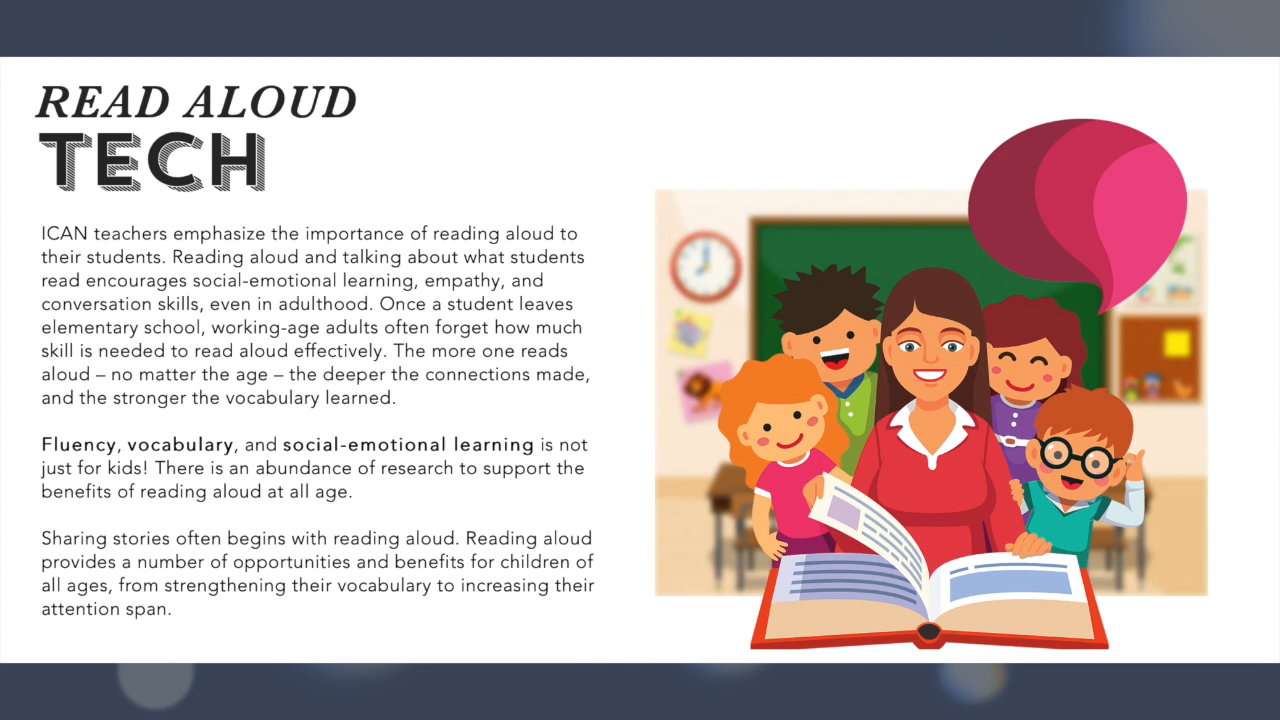 READ ALOUD
TECH
ICAN teachers emphasize the importance of reading aloud to
their students. Reading aloud and talking about what students
read encourages social-emotional learning, empathy, and
conversation skills, even in adulthood. Once a student leaves
elementary school, working-age adults often forget how much
skill is needed to read aloud effectively. The more one reads
aloud – no matter the age – the deeper the connections made,
and the stronger the vocabulary learned.
Fluency, vocabulary, and social-emotional learning is not
just for kids! There is an abundance of research to support the
benefits of reading aloud at all age.
Sharing stories often begins with reading aloud. Reading aloud
provides a number of opportunities and benefits for children of
all ages, from strengthening their vocabulary to increasing their
attention span.